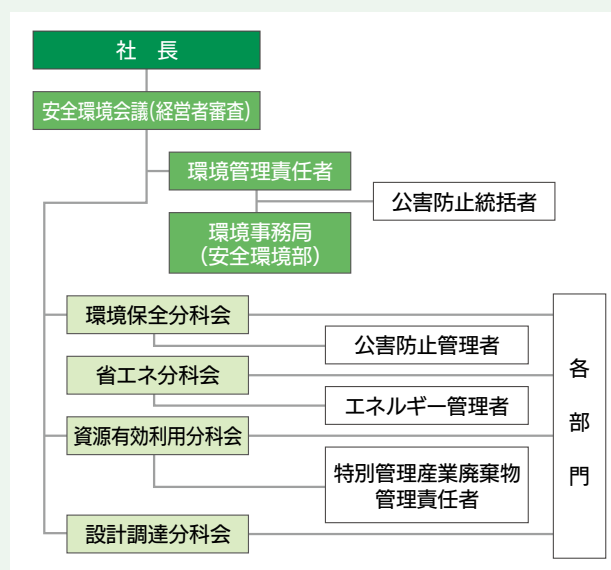 社　長
安全環境会議(経営者審査)
環境管理責任者
公害防止統括者
環境事務局
（安全環境部）
環境保全分科会
公害防止管理者
省エネ分科会
エネルギー管理者
資源有効利用分科会
特別管理産業廃棄物
管理責任者
設計調達分科会
各部門